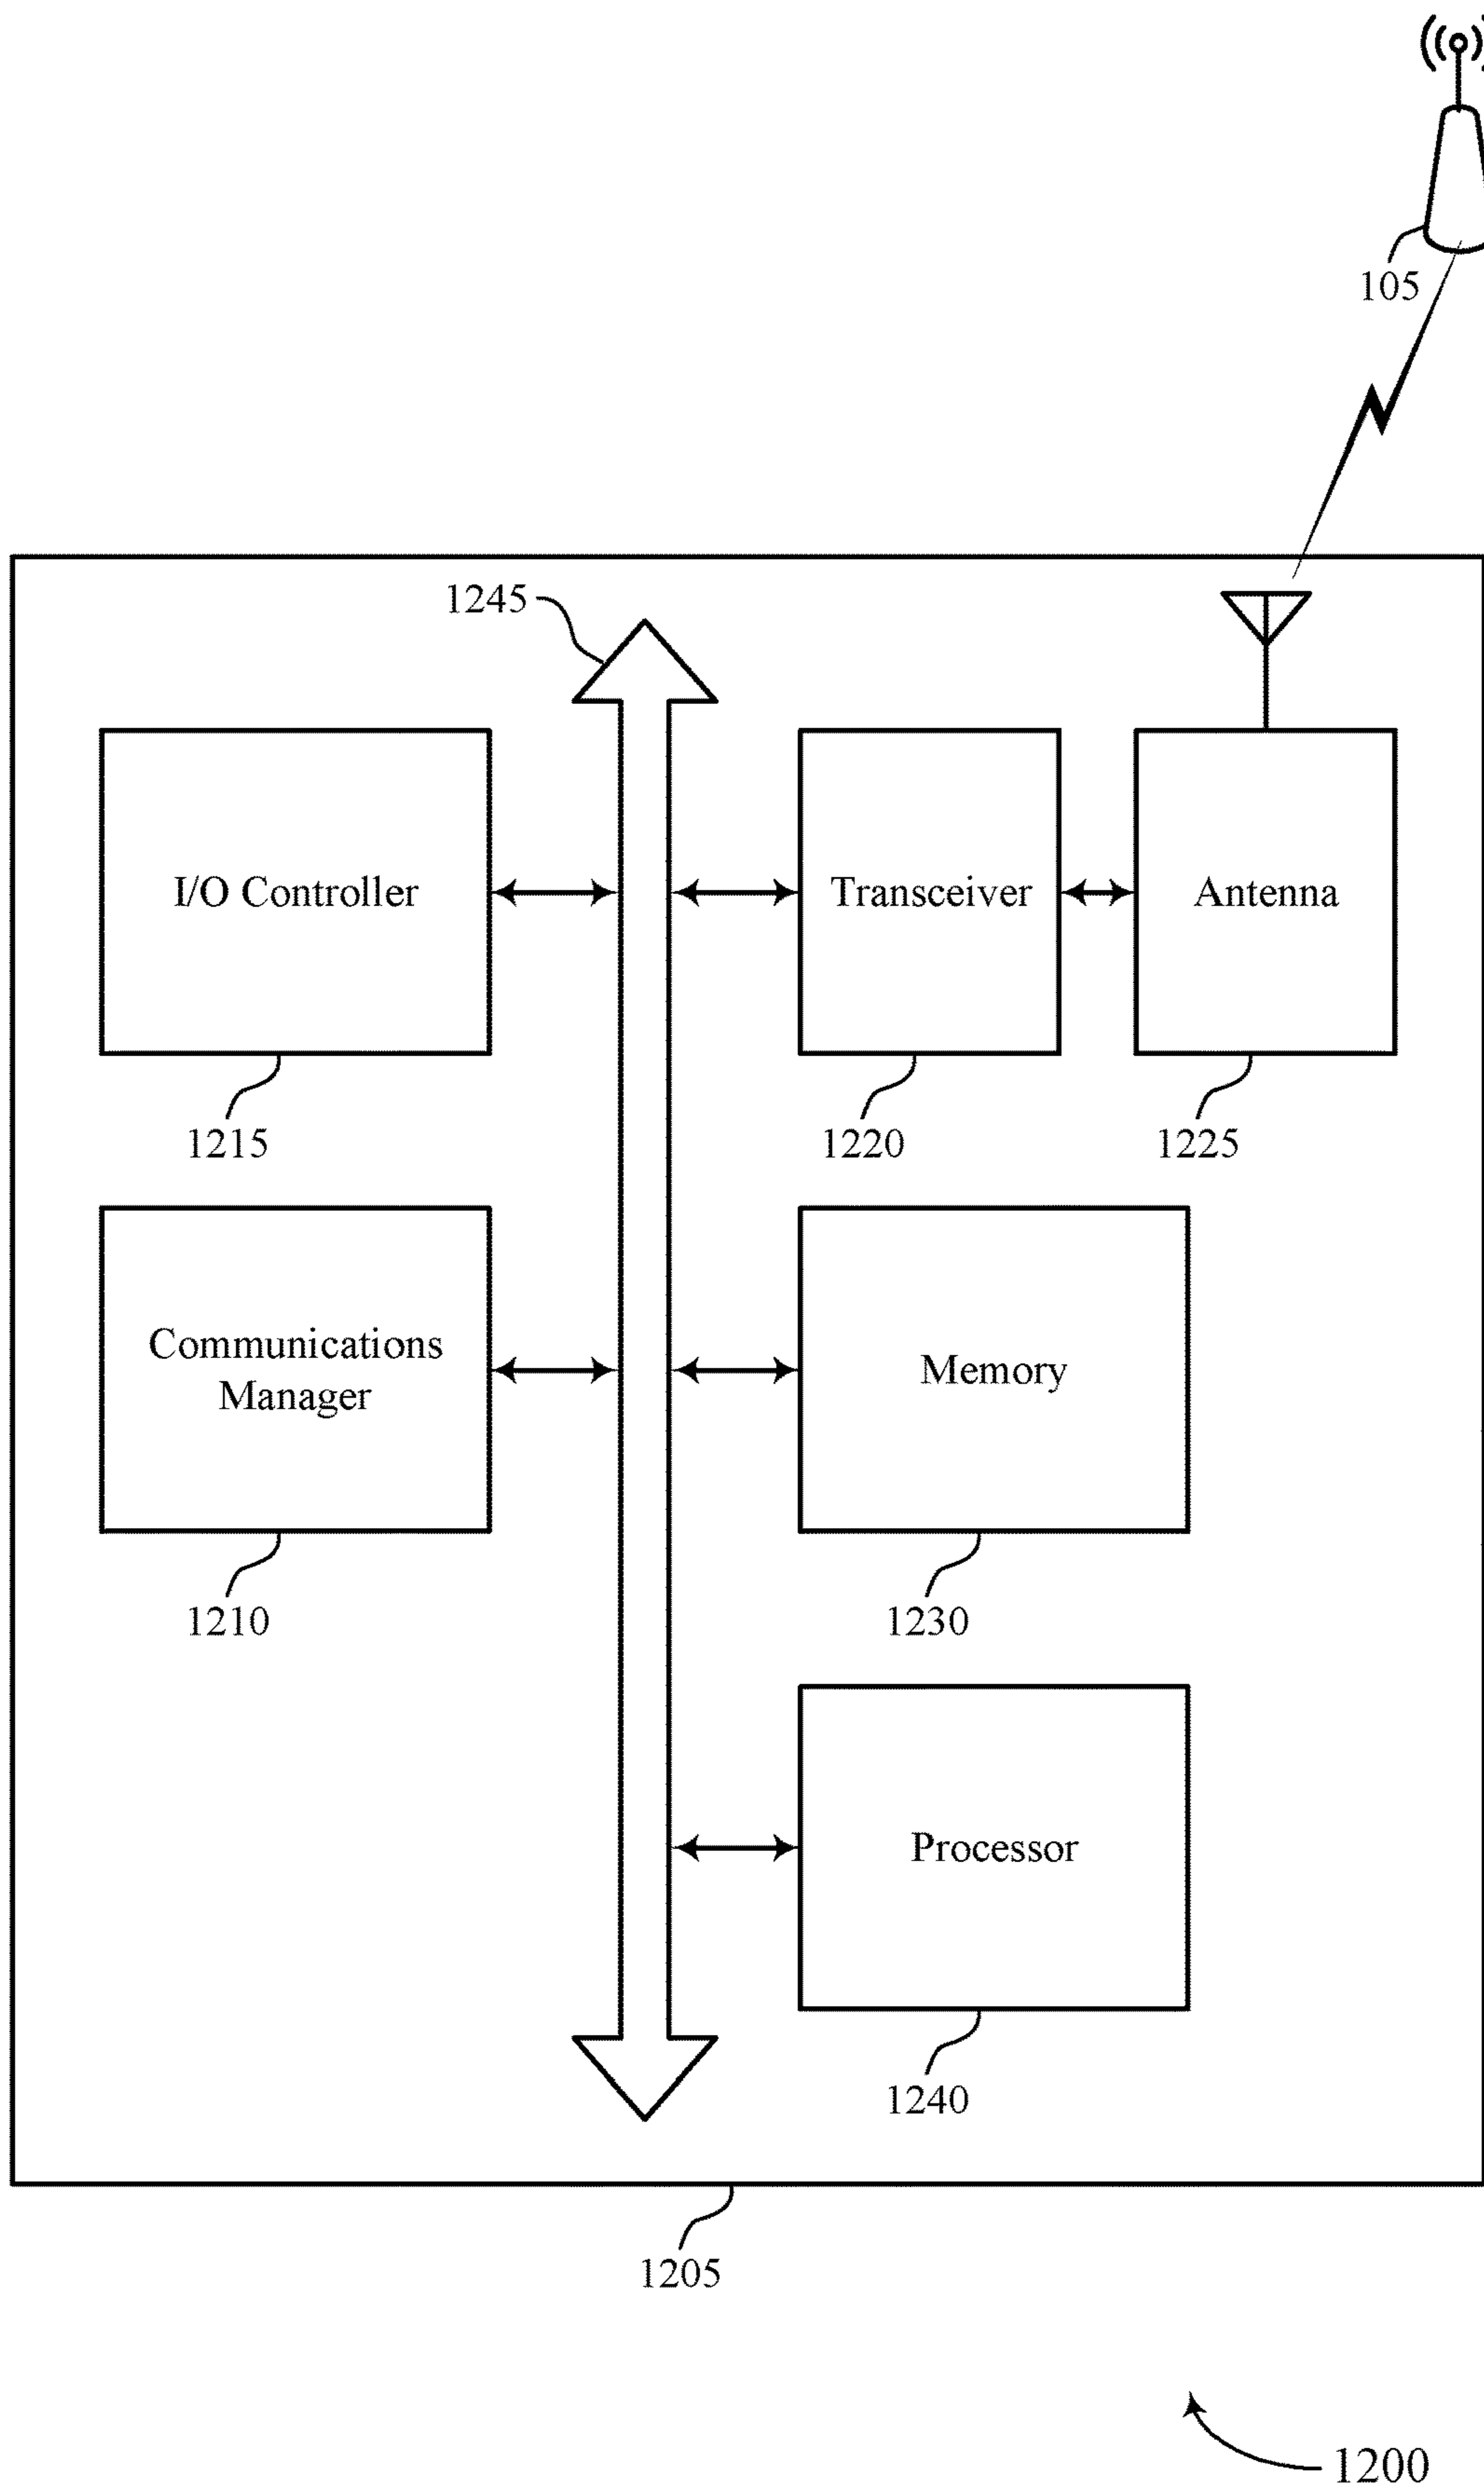 105
1245
I/O Controller
Transceiver
Antenna
1215
1220
1225
Communications
Manager
Memory
1210
1230
Processor
1240
1205
1200